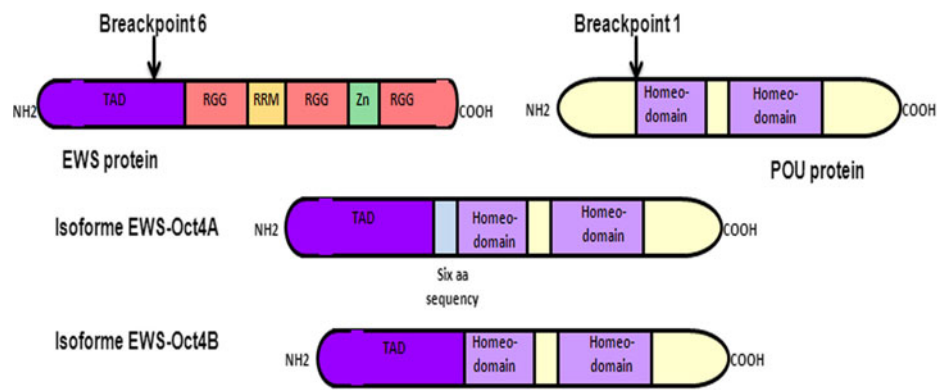 Breackpoint 6
Breackpoint 1
NH2 TAD RGG RRM RGG Zn RGG COOH
NH2 Homeo-
domain Homeo-
domain COOH
EWS protein
POU protein
Isoforme EWS-Oct4A
NH2 TAD Homeo-
domain Homeo-
domain COOH
Six aa
sequency
Isoforme EWS-Oct4B
NH2 TAD Homeo-
domain Homeo-
domain COOH